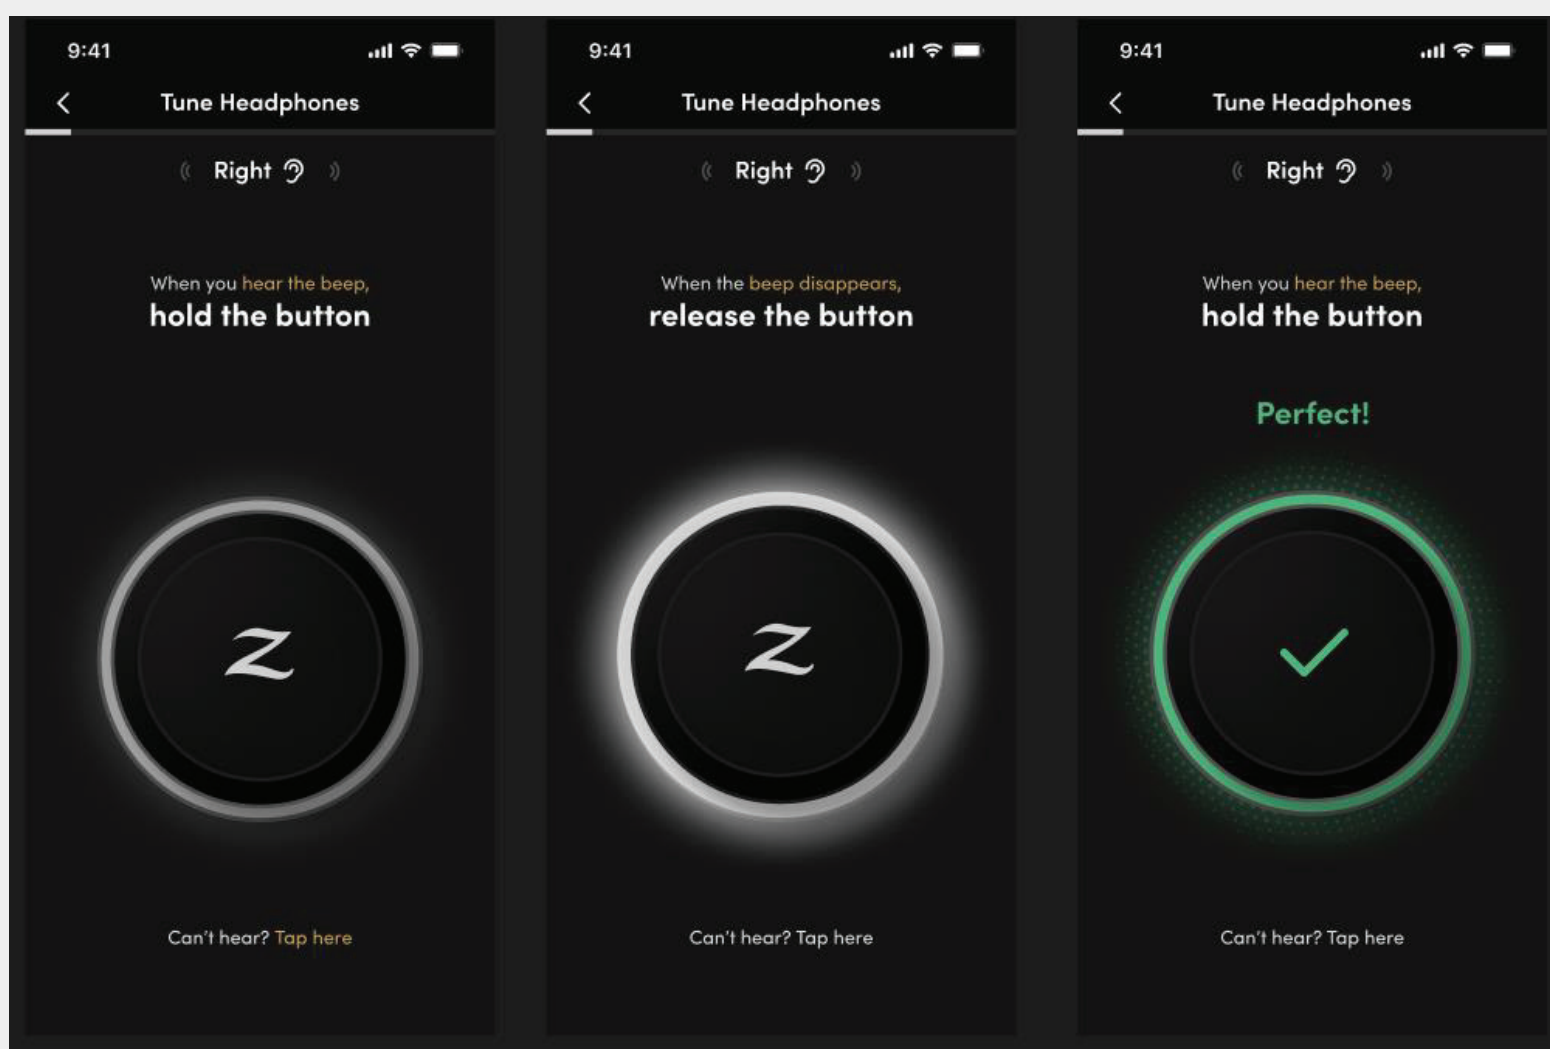 9:41
Tune Headphones
Right
When you hear the beep,
hold the button
Z
Can't hear? Tap here
9:41
Tune Headphones
Right
When the beep disappears,
release the button
Z
Can't hear? Tap here
9:41
Tune Headphones
Right
When you hear the beep,
hold the button
Perfect!
Can't hear? Tap here